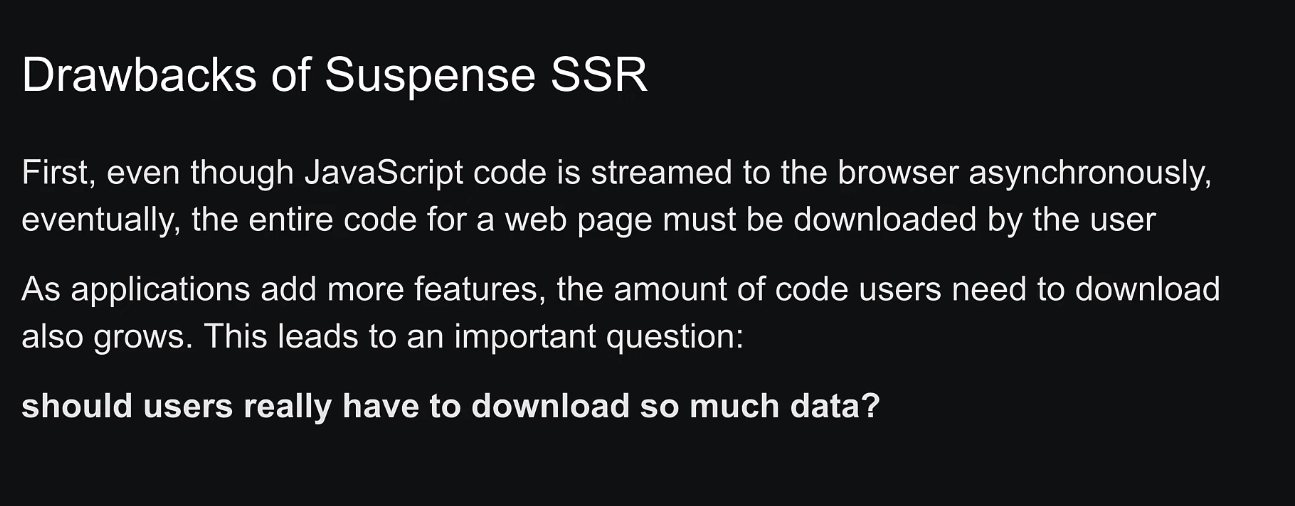 Drawbacks of Suspense SSR
First, even though JavaScript code is streamed to the browser asynchronously,
eventually, the entire code for a web page must be downloaded by the user
As applications add more features, the amount of code users need to download
also grows. This leads to an important question:
should users really have to download so much data?